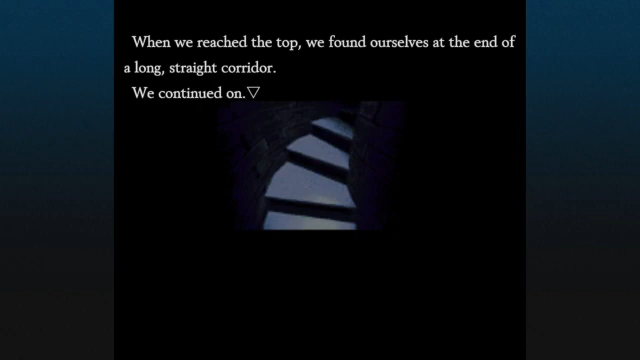 When we reached the top, we found ourselves at the end of
a long, straight corridor.
We continued on.▽